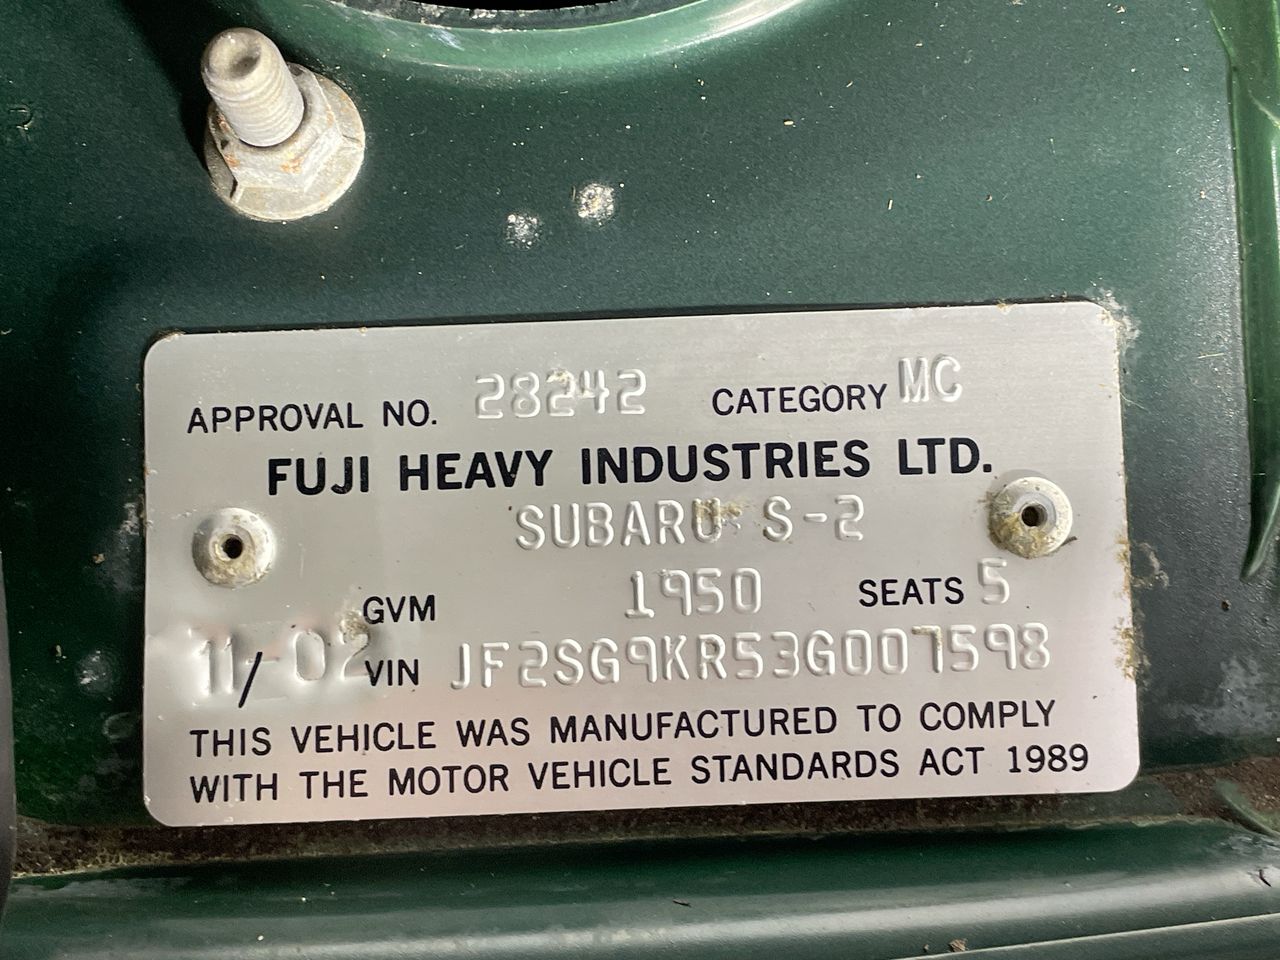 APPROVAL NO. 28242 CATEGORY MC
FUJI HEAVY INDUSTRIES LTD.
SUBARU S-2
GVM 1950 SEATS 5
11/02 VIN JF2SG9KR53G007598
THIS VEHICLE WAS MANUFACTURED TO COMPLY
WITH THE MOTOR VEHICLE STANDARDS ACT 1989